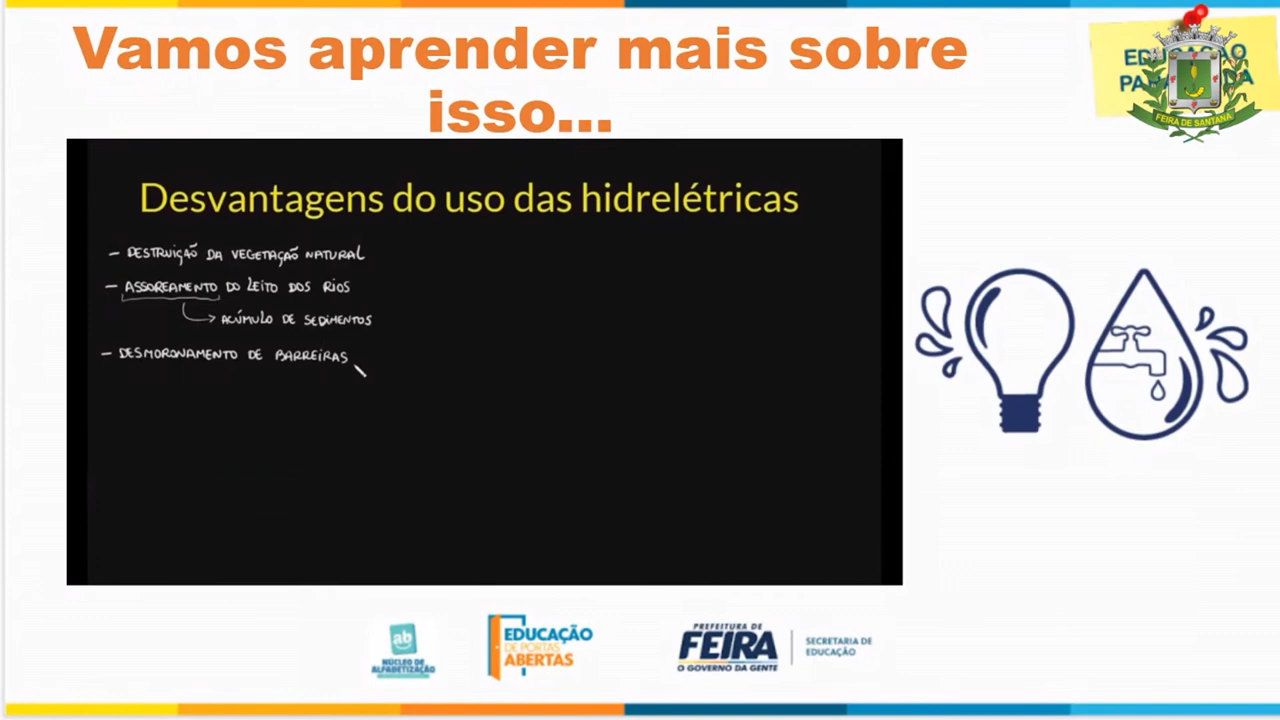 Vamos aprender mais sobre
isso...
FEIRA DE SANTANA
Desvantagens do uso das hidrelétricas
- DESTRUIÇÃO DA VEGETAÇÃO NATURAL
- ASSOREAMENTO DO LEITO DOS RIOS
ACÚMULO DE SEDIMENTOS
- DESMORONAMENTO DE BARREIRAS
ab
NÚCLEO DE
ALFABETIZAÇÃO
EDUCAÇÃO
DE PORTAS
ABERTAS
PREFEITURA DE
FEIRA
O GOVERNO DA GENTE
SECRETARIA DE
EDUCAÇÃO